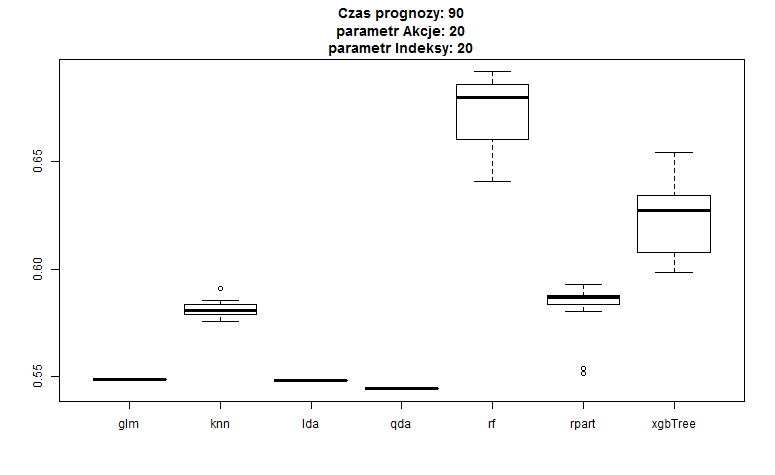 Czas prognozy: 90
parametr Akcje: 20
parametr Indeksy: 20
0.65
0.60
0.55
glm knn lda qda rf rpart xgbTree